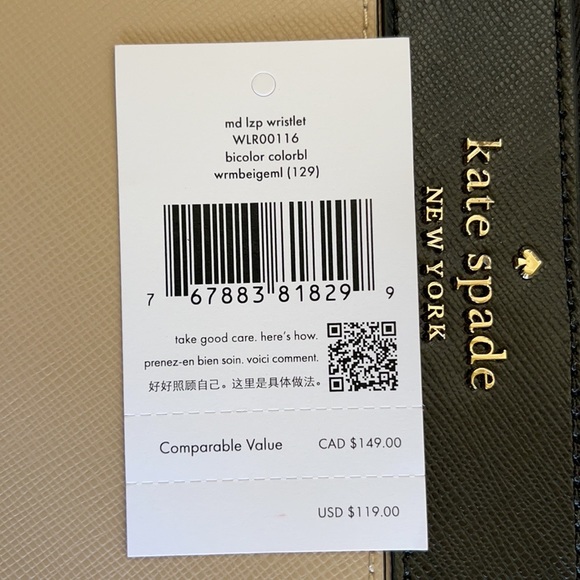 md lzp wristlet
WLR00116
bicolor colorbl
wrmbeigeml (129)
7 67883 81829 9
take good care. here's how.
prenez-en bien soin. voici comment.
好好照顾自己。这里是具体做法。
Comparable Value CAD $149.00
USD $119.00
kate spade
NEW YORK